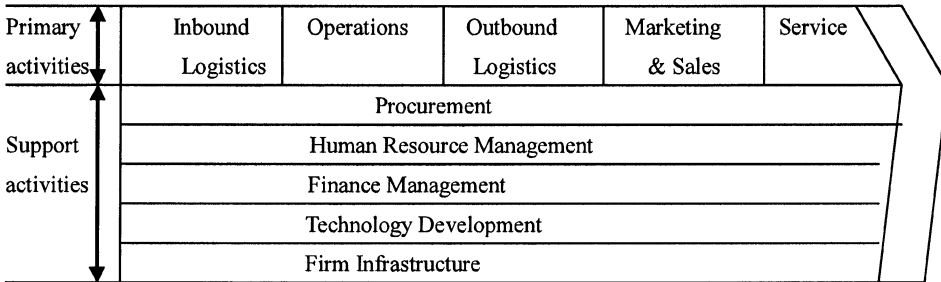 Primary
activities
Inbound
Logistics
Operations
Outbound
Logistics
Marketing
& Sales
Service
Support
activities
Procurement
Human Resource Management
Finance Management
Technology Development
Firm Infrastructure